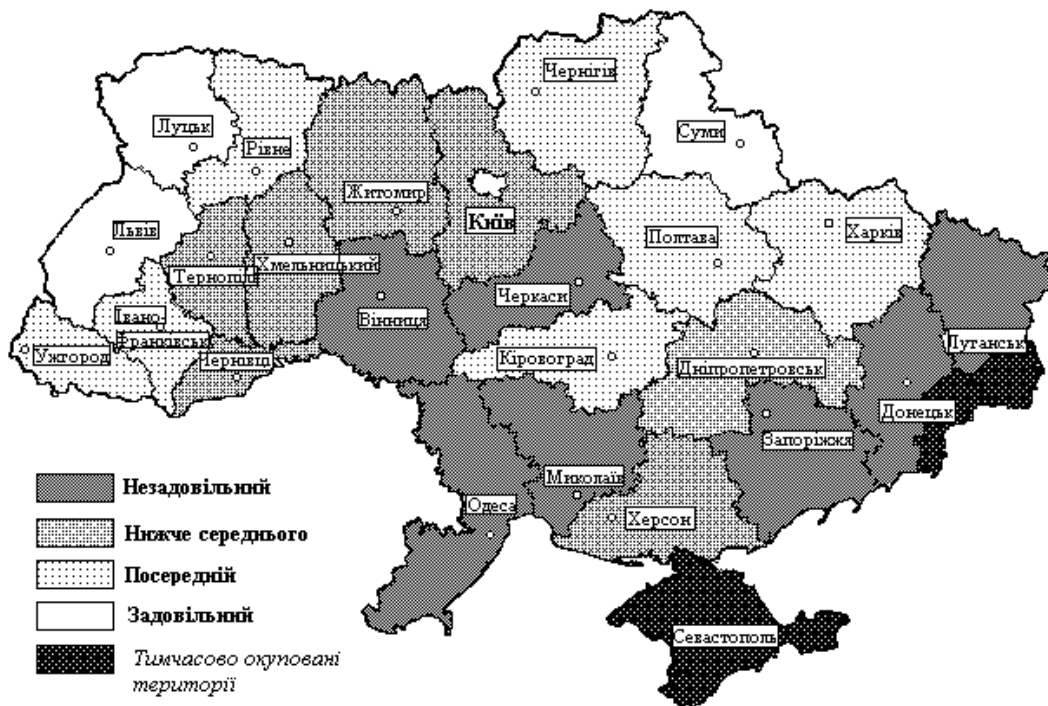 Чернігів
Луцьк
Суми
Рівне
Житомир
Київ
Львів
Полтава
Харків
Тернопіль
Хмельницький
Черкаси
Вінниця
Івано-
Франківськ
Ужгород
Чернівці
Кіровоград
Луганськ
Дніпропетровськ
Донецьк
Запоріжжя
Миколаїв
Одеса
Херсон
Севастополь
Незадовільний
Нижче середнього
Посередній
Задовільний
Тимчасово окуповані
території